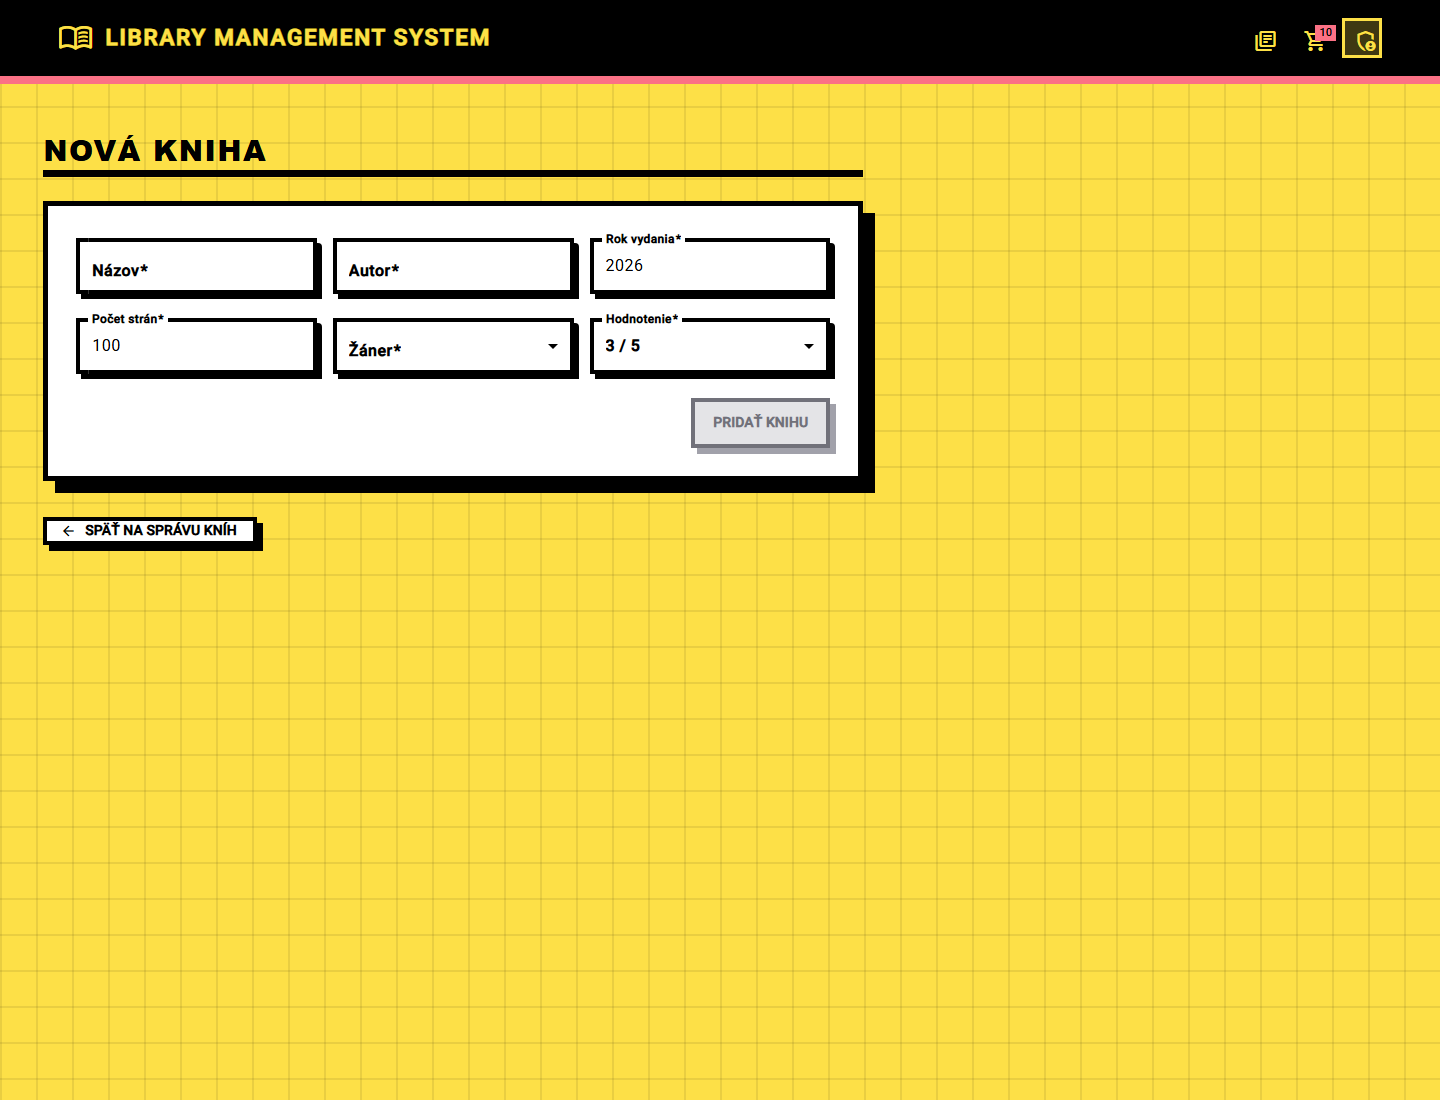 LIBRARY MANAGEMENT SYSTEM
10
NOVÁ KNIHA
Názov*
Autor*
Rok vydania*
2026
Počet strán*
100
Žáner*
Hodnotenie*
3 / 5
PRIDAŤ KNIHU
SPÄŤ NA SPRÁVU KNÍH